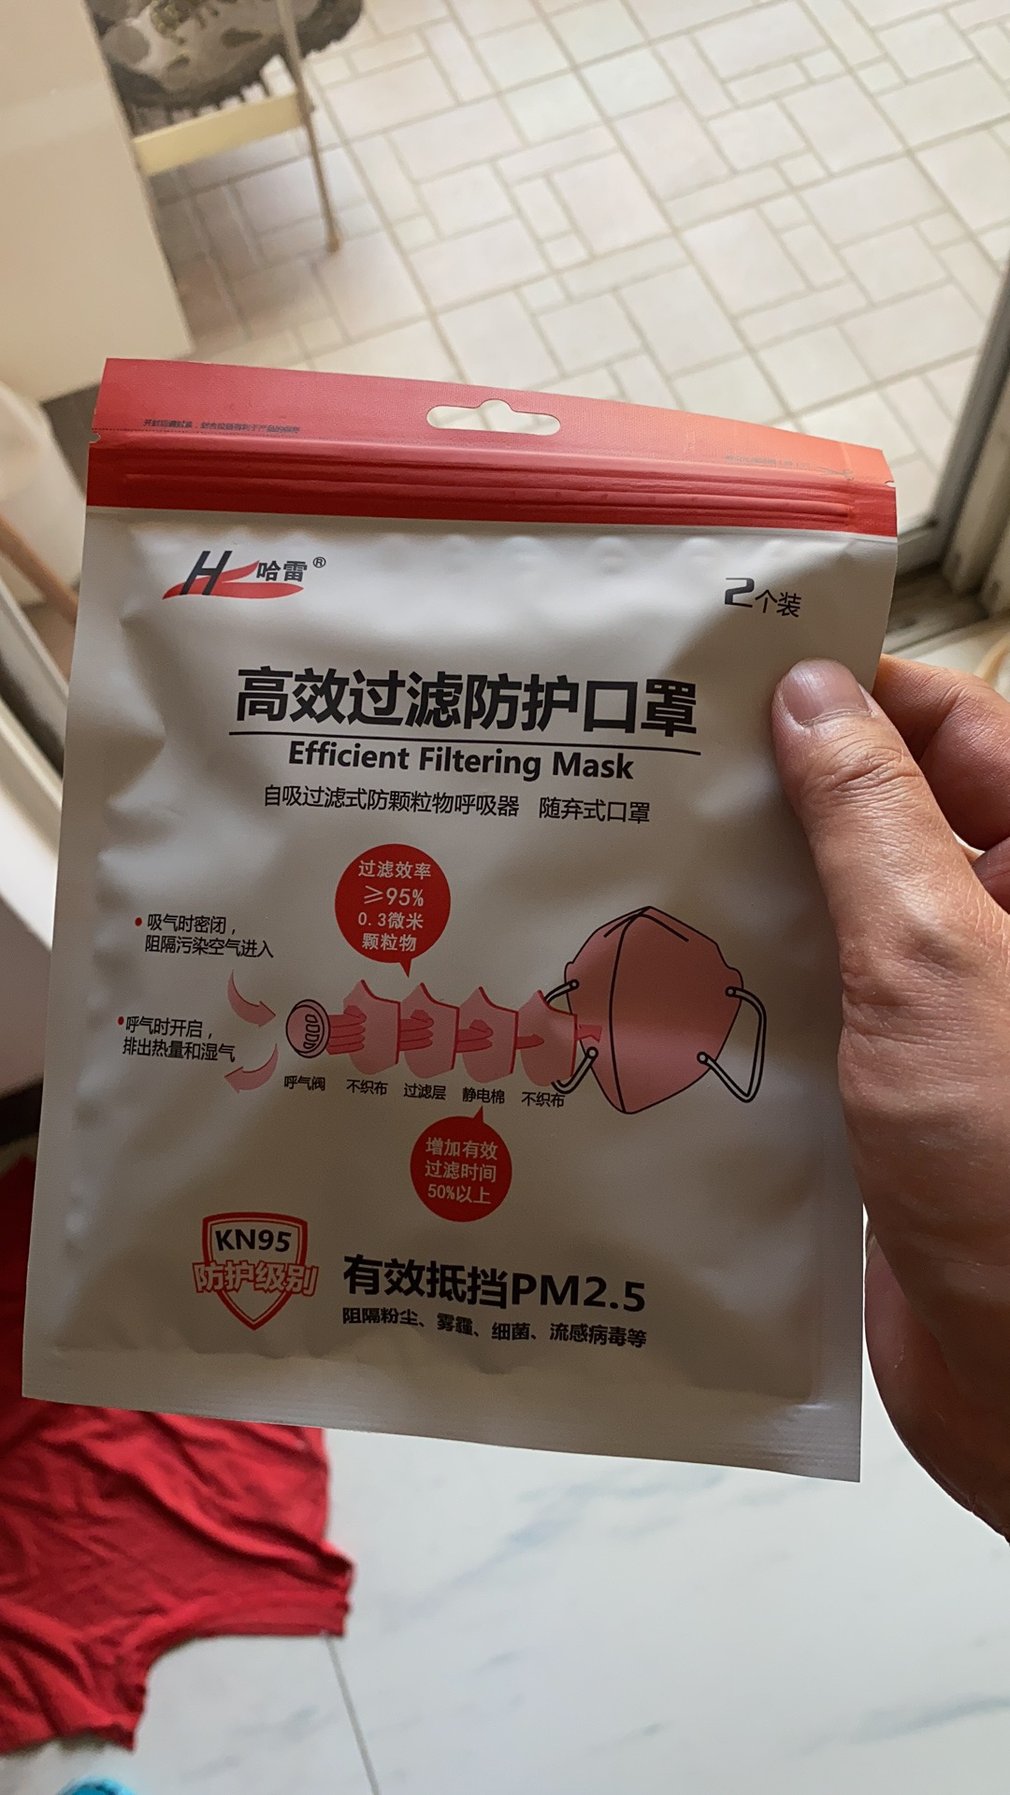 H 哈雷®
2个装
高效过滤防护口罩
Efficient Filtering Mask
自吸过滤式防颗粒物呼吸器 随弃式口罩
过滤效率
≥95%
0.3微米
颗粒物
•吸气时密闭，
阻隔污染空气进入
•呼气时开启，
排出热量和湿气
呼气阀 不织布 过滤层 静电棉 不织布
增加有效
过滤时间
50%以上
KN95
防护级别
有效抵挡PM2.5
阻隔粉尘、雾霾、细菌、流感病毒等